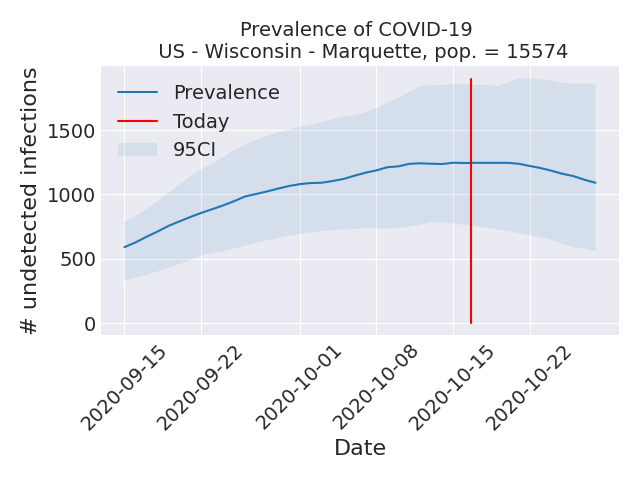 Prevalence of COVID-19
US - Wisconsin - Marquette, pop. = 15574
# undetected infections
1500
1000
500
0
Prevalence
Today
95CI
2020-09-15
2020-09-22
2020-10-01
2020-10-08
2020-10-15
2020-10-22
Date